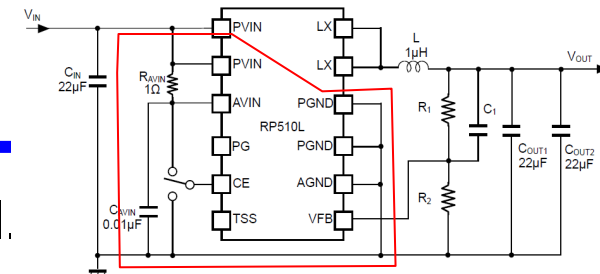 VIN
PVIN
LX
L
1µH
PVIN
LX
VOUT
CIN
22µF
RAVIN
1Ω
AVIN
PGND
R1
C1
RP510L
PG
PGND
COUT1
22µF
COUT2
22µF
CE
AGND
R2
CAVIN
0.01µF
TSS
VFB